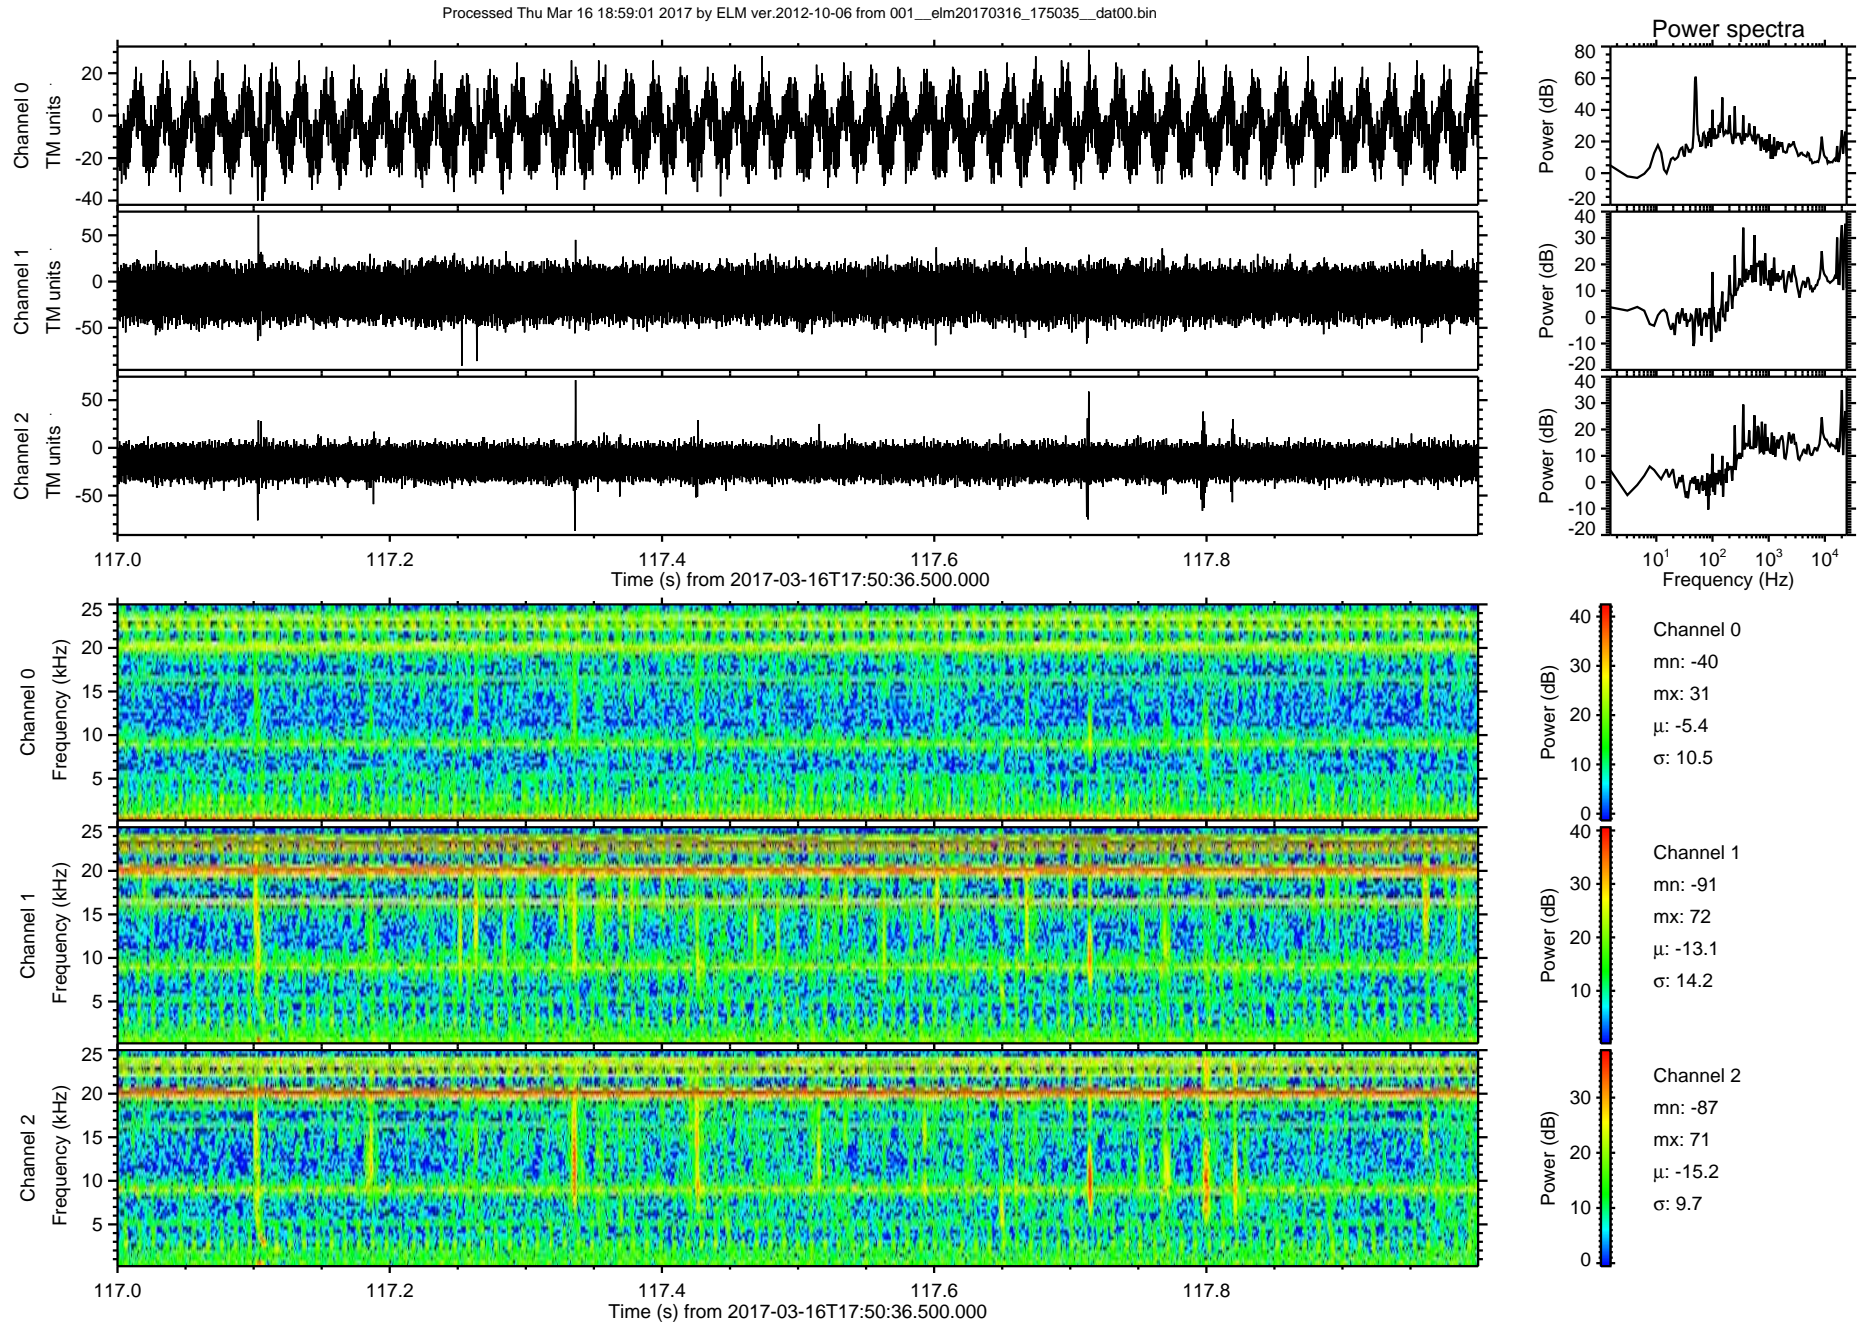 Processed Thu Mar 16 18:59:01 2017 by ELM ver.2012-10-06 from 001__elm20170316_175035__dat00.bin
Power spectra
Channel 0
TM units
20
0
-20
-40
Power (dB)
80
60
40
20
0
-20
Channel 1
TM units
50
0
-50
Power (dB)
40
30
20
10
0
-10
-20
Channel 2
TM units
50
0
-50
Power (dB)
40
30
20
10
0
-10
-20
117.0 117.2 117.4 117.6 117.8
Time (s) from 2017-03-16T17:50:36.500.000
10¹ 10² 10³ 10⁴
Frequency (Hz)
Channel 0
Frequency (kHz)
25
20
15
10
5
Power (dB)
40
30
20
10
0
Channel 0
mn: -40
mx: 31
μ: -5.4
σ: 10.5
Channel 1
Frequency (kHz)
25
20
15
10
5
Power (dB)
40
30
20
10
Channel 1
mn: -91
mx: 72
μ: -13.1
σ: 14.2
Channel 2
Frequency (kHz)
25
20
15
10
5
Power (dB)
30
20
10
0
Channel 2
mn: -87
mx: 71
μ: -15.2
σ: 9.7
117.0 117.2 117.4 117.6 117.8
Time (s) from 2017-03-16T17:50:36.500.000